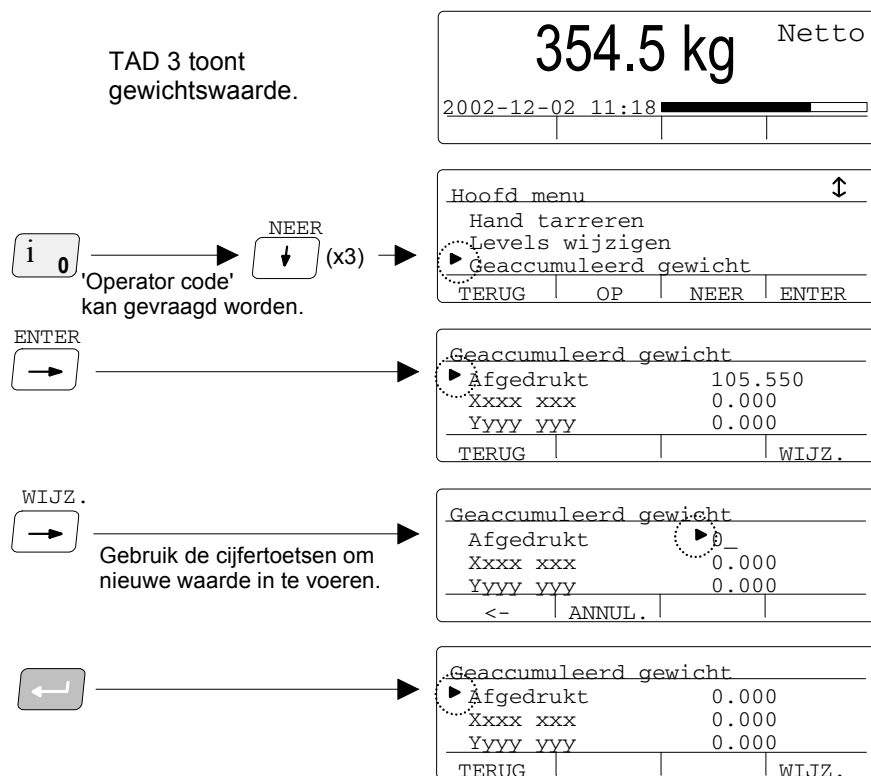 TAD 3 toont
gewichtswaarde.
354.5 kg Netto
2002-12-02 11:18
i 0
'Operator code'
kan gevraagd worden.
NEER
(x3)
Hoofd menu
Hand tarreren
Levels wijzigen
Geaccumuleerd gewicht
TERUG OP NEER ENTER
ENTER
Geaccumuleerd gewicht
Afgedrukt 105.550
Xxxx xxx 0.000
Yyyy yyy 0.000
TERUG WIJZ.
WIJZ.
Gebruik de cijfertoetsen om
nieuwe waarde in te voeren.
Geaccumuleerd gewicht
Afgedrukt 0_
Xxxx xxx 0.000
Yyyy yyy 0.000
<- ANNUL.
Geaccumuleerd gewicht
Afgedrukt 0.000
Xxxx xxx 0.000
Yyyy yyy 0.000
TERUG WIJZ.